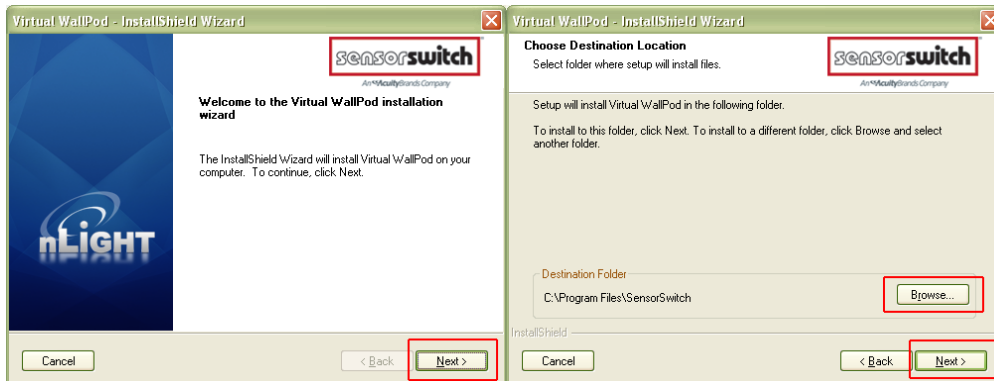 Virtual WallPod - InstallShield Wizard
sensorswitch
An AcuityBrands Company
Welcome to the Virtual WallPod installation
wizard
The InstallShield Wizard will install Virtual WallPod on your
computer. To continue, click Next.
nLIGHT
Cancel
< Back
Next >
Virtual WallPod - InstallShield Wizard
Choose Destination Location
Select folder where setup will install files.
sensorswitch
An AcuityBrands Company
Setup will install Virtual WallPod in the following folder.
To install to this folder, click Next. To install to a different folder, click Browse and select
another folder.
Destination Folder
C:\Program Files\SensorSwitch
Browse...
InstallShield
Cancel
< Back
Next >